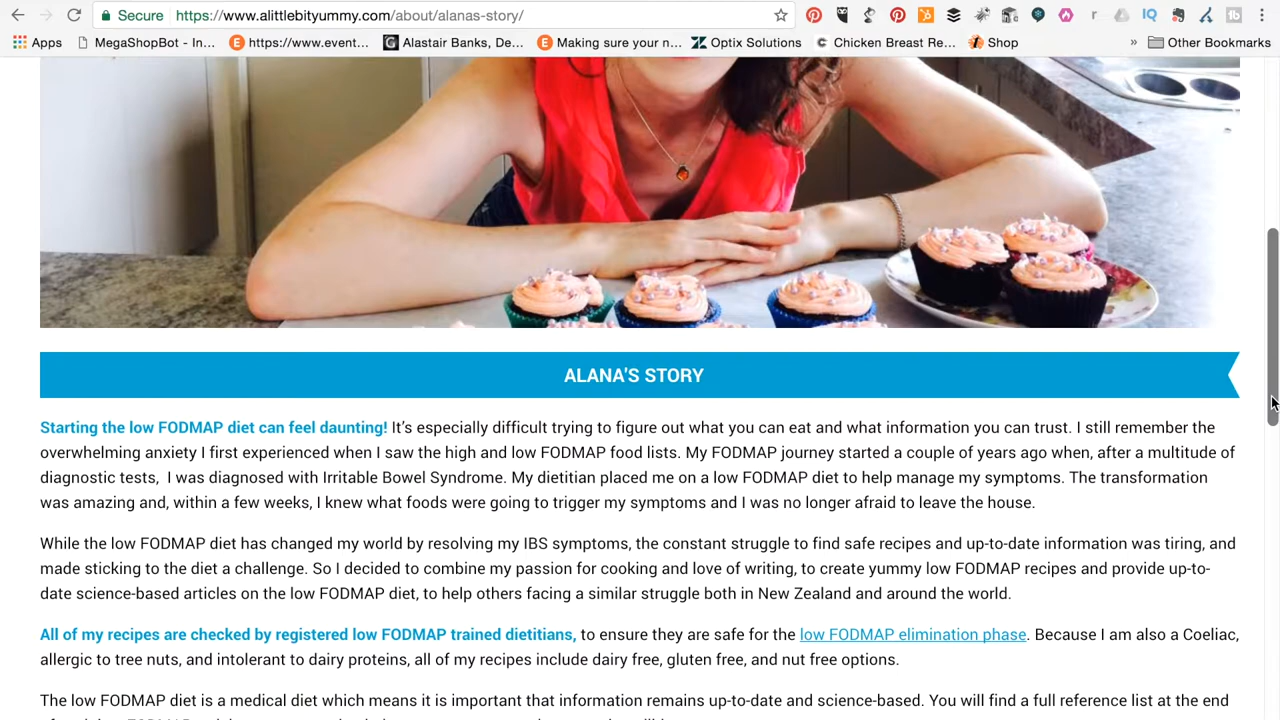 Secure https://www.alittlebityummy.com/about/alanas-story/
Apps MegaShopBot - In... https://www.event... Alastair Banks, De... Making sure your n... Optix Solutions Chicken Breast Re... Shop » Other Bookmarks
ALANA'S STORY
Starting the low FODMAP diet can feel daunting! It's especially difficult trying to figure out what you can eat and what information you can trust. I still remember the
overwhelming anxiety I first experienced when I saw the high and low FODMAP food lists. My FODMAP journey started a couple of years ago when, after a multitude of
diagnostic tests,  I was diagnosed with Irritable Bowel Syndrome. My dietitian placed me on a low FODMAP diet to help manage my symptoms. The transformation
was amazing and, within a few weeks, I knew what foods were going to trigger my symptoms and I was no longer afraid to leave the house.
While the low FODMAP diet has changed my world by resolving my IBS symptoms, the constant struggle to find safe recipes and up-to-date information was tiring, and
made sticking to the diet a challenge. So I decided to combine my passion for cooking and love of writing, to create yummy low FODMAP recipes and provide up-to-
date science-based articles on the low FODMAP diet, to help others facing a similar struggle both in New Zealand and around the world.
All of my recipes are checked by registered low FODMAP trained dietitians, to ensure they are safe for the low FODMAP elimination phase. Because I am also a Coeliac,
allergic to tree nuts, and intolerant to dairy proteins, all of my recipes include dairy free, gluten free, and nut free options.
The low FODMAP diet is a medical diet which means it is important that information remains up-to-date and science-based. You will find a full reference list at the end